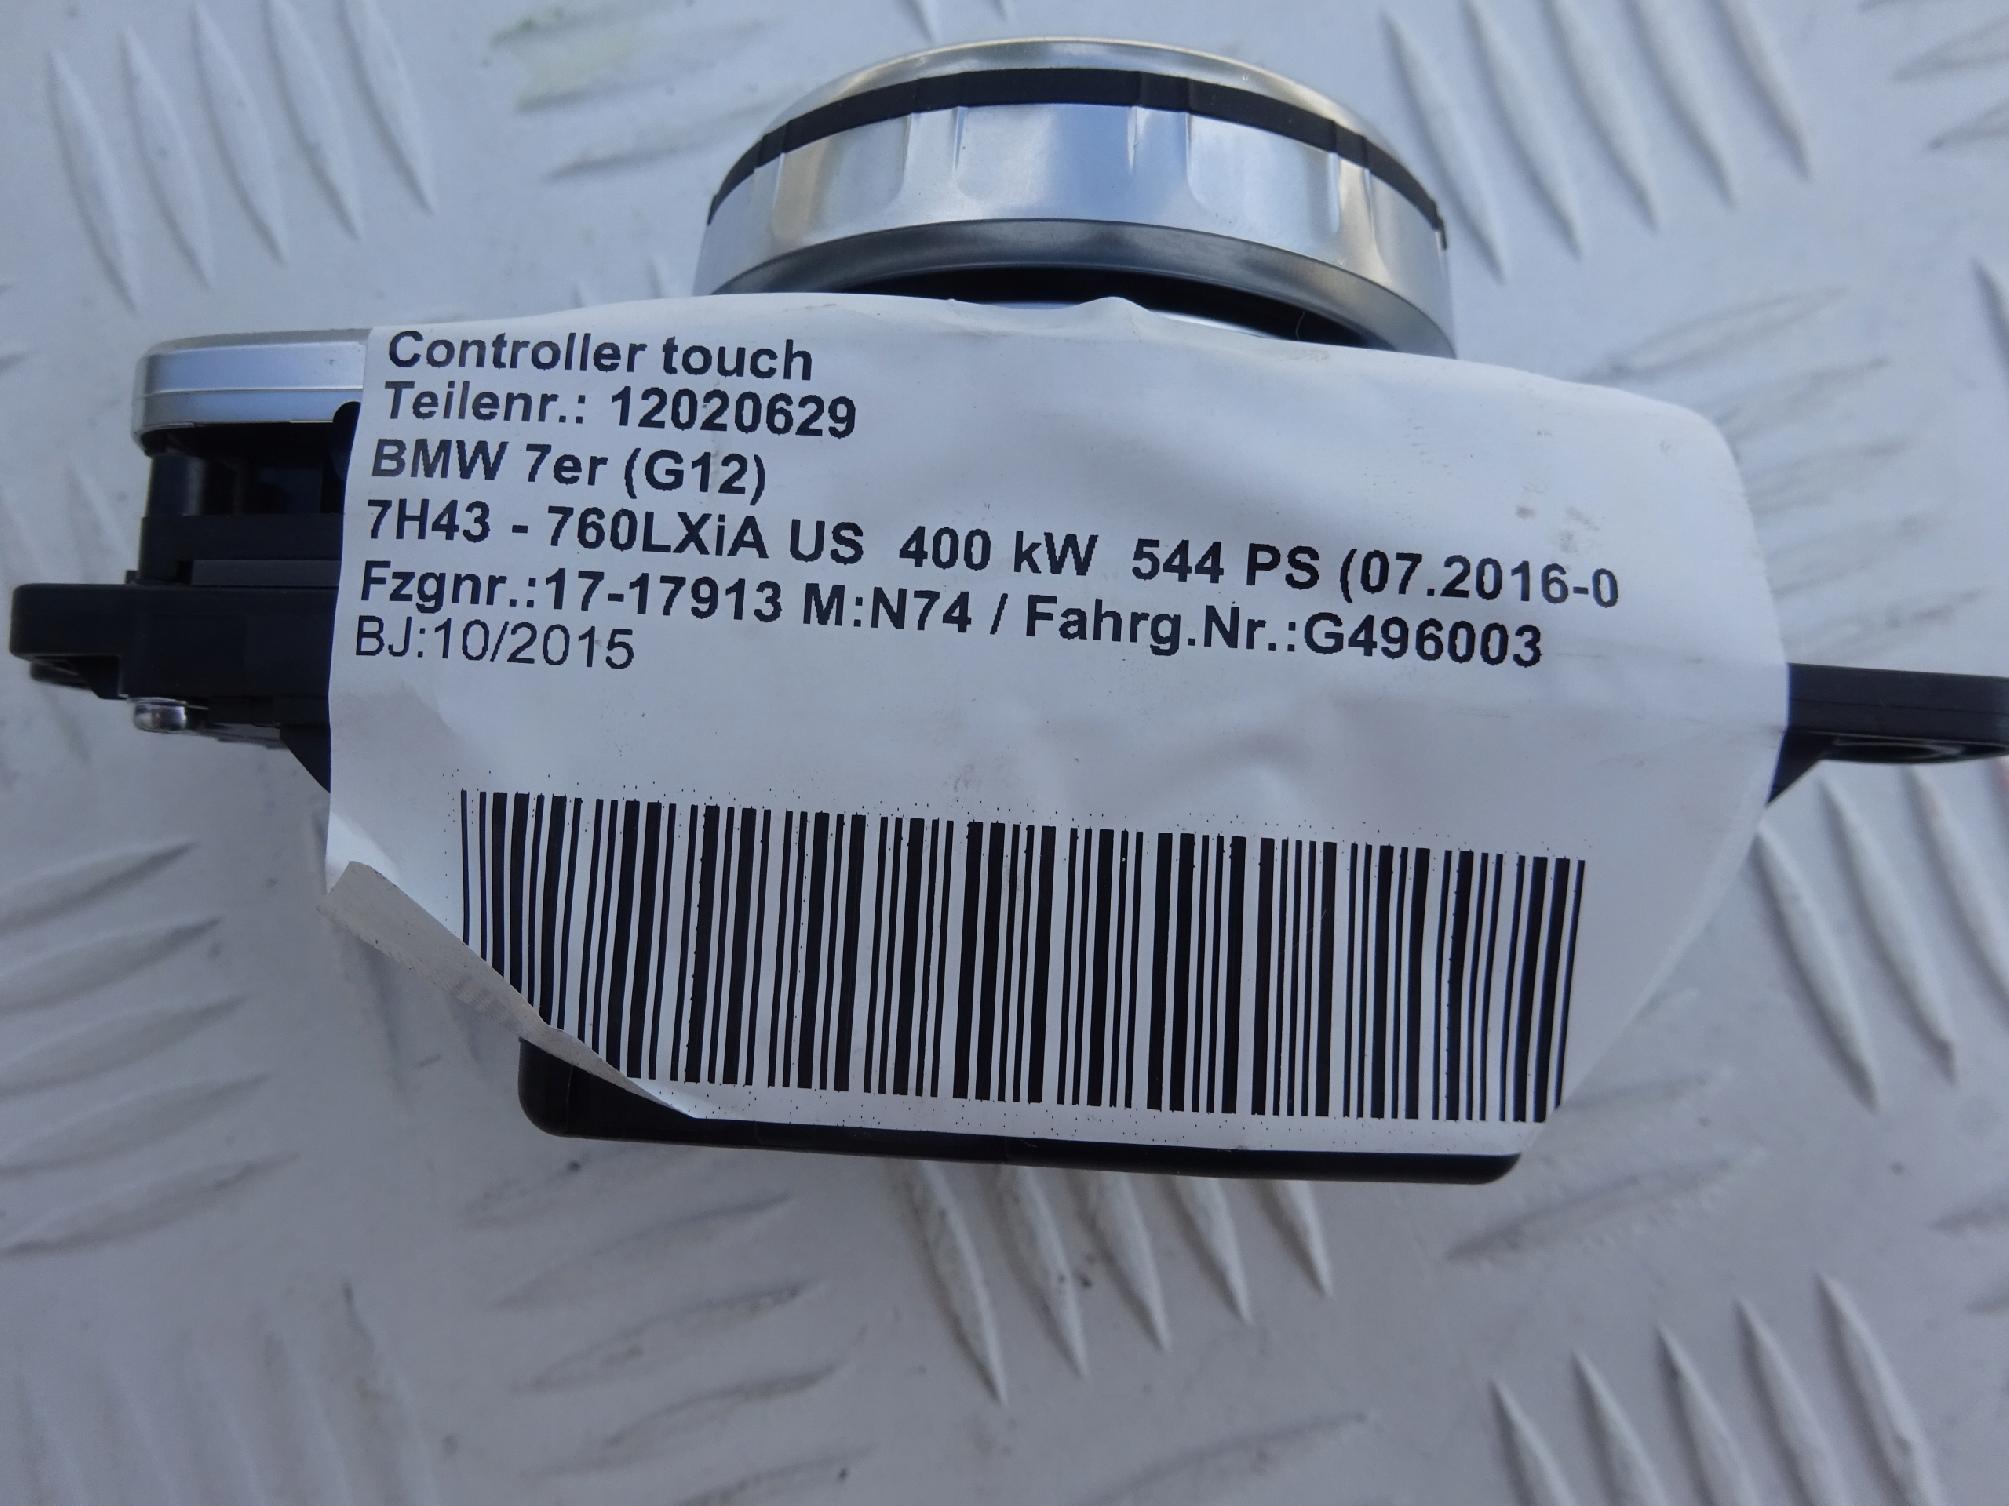 Controller touch
Teilenr.: 12020629
BMW 7er (G12)
7H43 - 760LXiA US 400 kW 544 PS (07.2016-0
Fzgnr.:17-17913 M:N74 / Fahrg.Nr.:G496003
BJ:10/2015